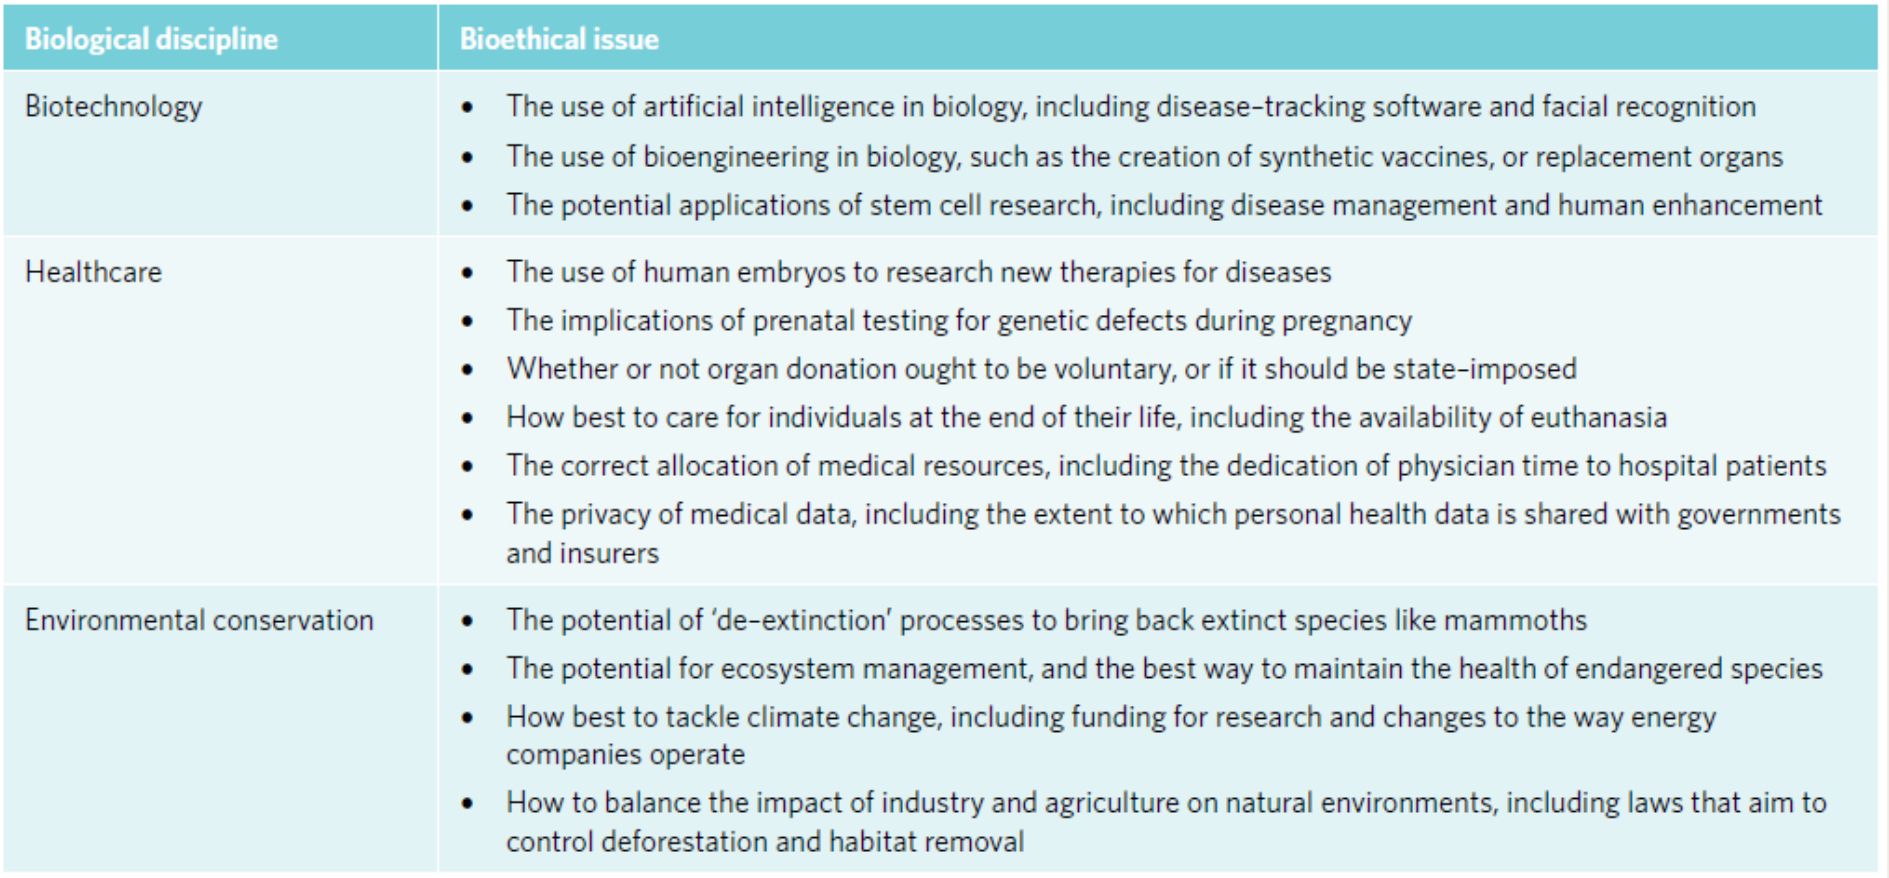 Biological discipline
Bioethical issue
Biotechnology
• The use of artificial intelligence in biology, including disease–tracking software and facial recognition
• The use of bioengineering in biology, such as the creation of synthetic vaccines, or replacement organs
• The potential applications of stem cell research, including disease management and human enhancement
Healthcare
• The use of human embryos to research new therapies for diseases
• The implications of prenatal testing for genetic defects during pregnancy
• Whether or not organ donation ought to be voluntary, or if it should be state–imposed
• How best to care for individuals at the end of their life, including the availability of euthanasia
• The correct allocation of medical resources, including the dedication of physician time to hospital patients
• The privacy of medical data, including the extent to which personal health data is shared with governments
and insurers
Environmental conservation
• The potential of ‘de–extinction’ processes to bring back extinct species like mammoths
• The potential for ecosystem management, and the best way to maintain the health of endangered species
• How best to tackle climate change, including funding for research and changes to the way energy
companies operate
• How to balance the impact of industry and agriculture on natural environments, including laws that aim to
control deforestation and habitat removal